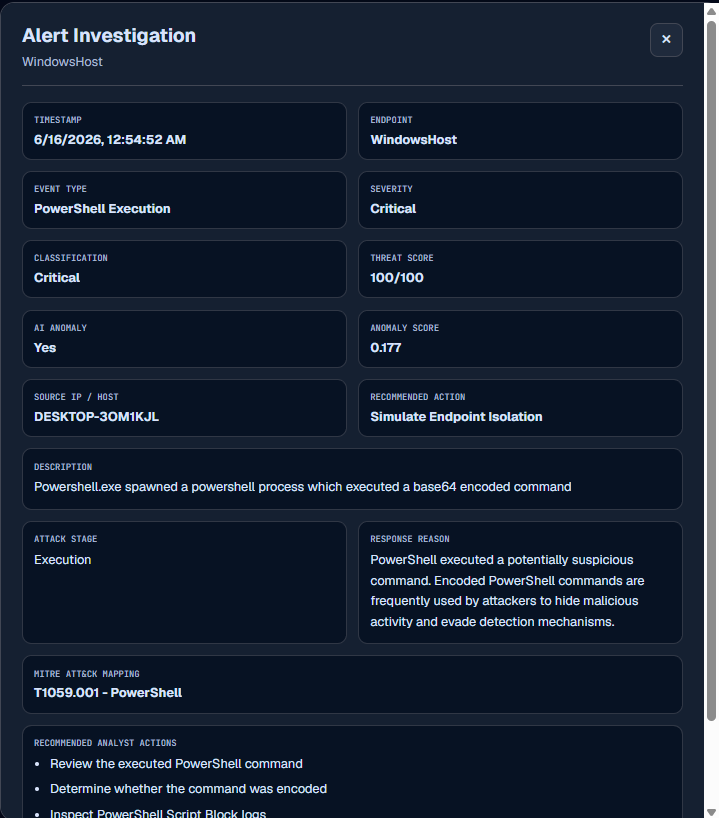 Alert Investigation
WindowsHost
×
TIMESTAMP
6/16/2026, 12:54:52 AM
ENDPOINT
WindowsHost
EVENT TYPE
PowerShell Execution
SEVERITY
Critical
CLASSIFICATION
Critical
THREAT SCORE
100/100
AI ANOMALY
Yes
ANOMALY SCORE
0.177
SOURCE IP / HOST
DESKTOP-3OM1KJL
RECOMMENDED ACTION
Simulate Endpoint Isolation
DESCRIPTION
Powershell.exe spawned a powershell process which executed a base64 encoded command
ATTACK STAGE
Execution
RESPONSE REASON
PowerShell executed a potentially suspicious
command. Encoded PowerShell commands are
frequently used by attackers to hide malicious
activity and evade detection mechanisms.
MITRE ATT&CK MAPPING
T1059.001 - PowerShell
RECOMMENDED ANALYST ACTIONS
• Review the executed PowerShell command
• Determine whether the command was encoded
• Inspect PowerShell Script Block logs